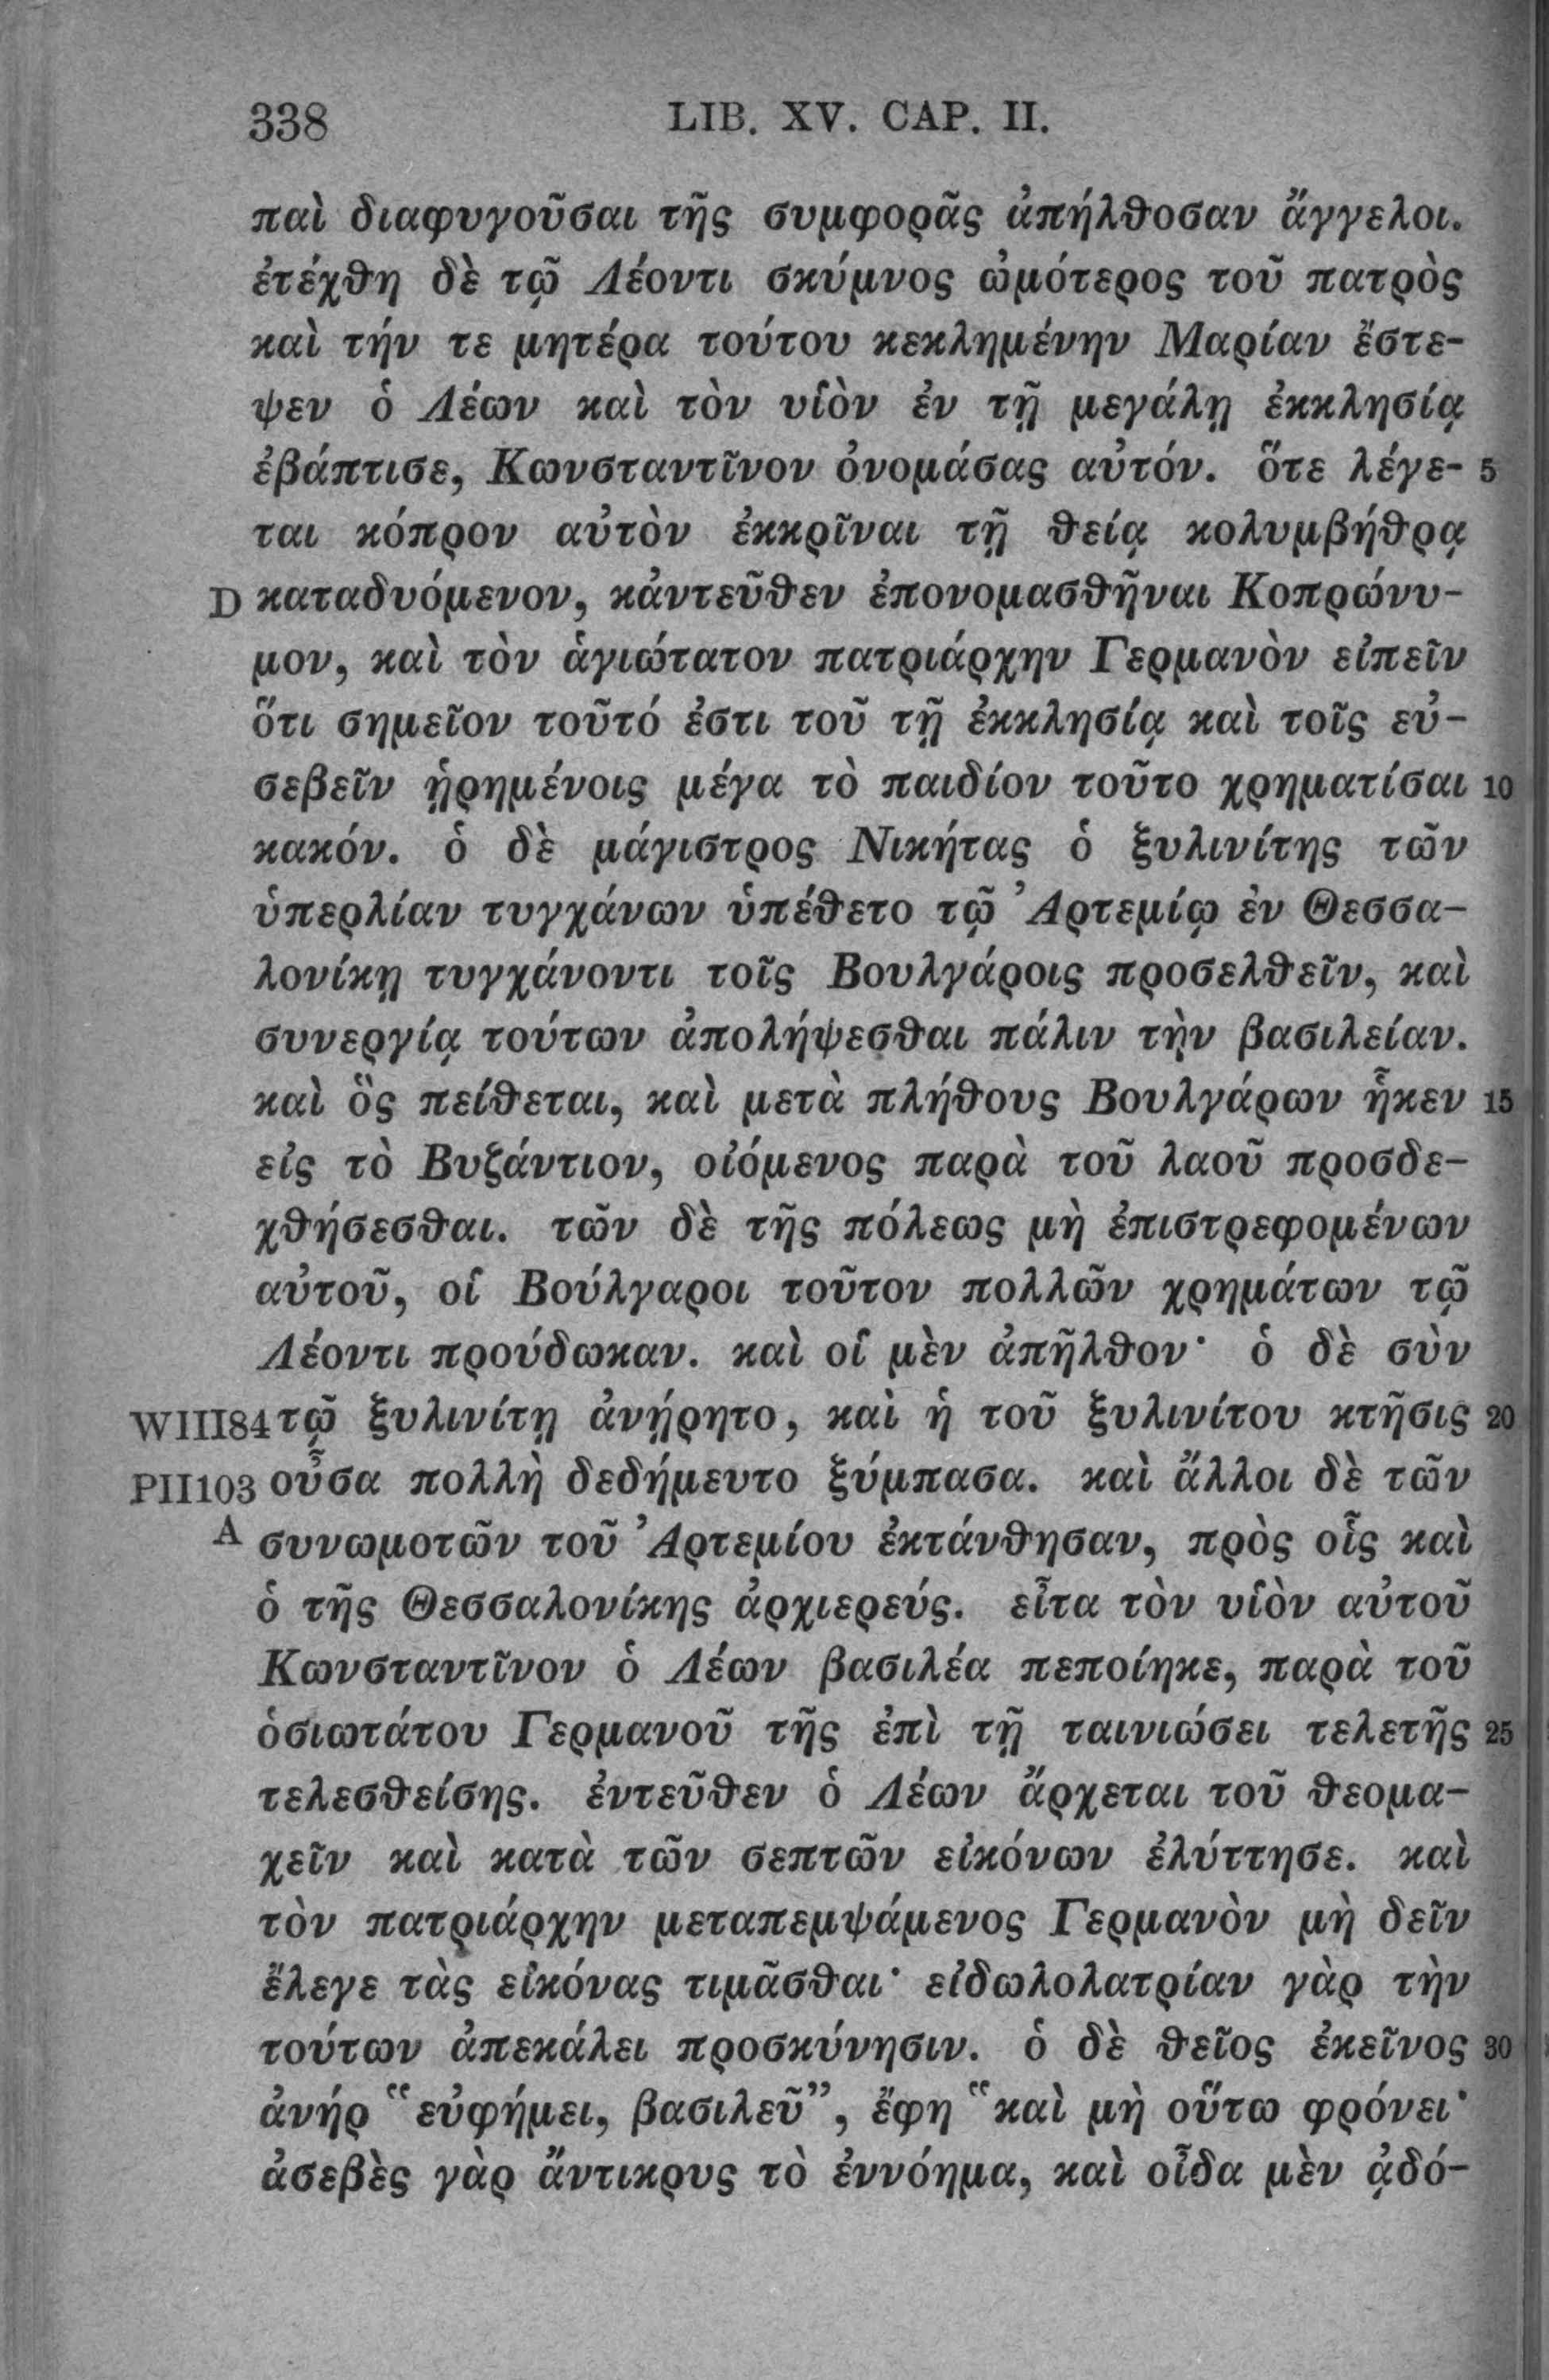 338 LIB. XV. CAP. II.
παὶ διαφυγοῦσαι τῆς συμφορᾶς ἀπήλθοσαν ἄγγελοι.
ἐτέχθη δὲ τῷ Λέοντι σκύμνος ὠμότερος τοῦ πατρὸς
καὶ τήν τε μητέρα τούτου κεκλημένην Μαρίαν ἔστε-
ψεν ὁ Λέων καὶ τὸν υἱὸν ἐν τῇ μεγάλῃ ἐκκλησίᾳ
ἐβάπτισε, Κωνσταντῖνον ὀνομάσας αὐτόν. ὅτε λέγε- 5
ται κόπρον αὐτὸν ἐκκρῖναι τῇ θείᾳ κολυμβήθρᾳ
D καταδυόμενον, κἀντεῦθεν ἐπονομασθῆναι Κοπρώνυ-
μον, καὶ τὸν ἁγιώτατον πατριάρχην Γερμανὸν εἰπεῖν
ὅτι σημεῖον τοῦτό ἐστι τοῦ τῇ ἐκκλησίᾳ καὶ τοῖς εὐ-
σεβεῖν ᾑρημένοις μέγα τὸ παιδίον τοῦτο χρηματίσαι 10
κακόν. ὁ δὲ μάγιστρος Νικήτας ὁ ξυλινίτης τῶν
ὑπερλίαν τυγχάνων ὑπέθετο τῷ Ἀρτεμίῳ ἐν Θεσσα-
λονίκῃ τυγχάνοντι τοῖς Βουλγάροις προσελθεῖν, καὶ
συνεργίᾳ τούτων ἀπολήψεσθαι πάλιν τὴν βασιλείαν.
καὶ ὃς πείθεται, καὶ μετὰ πλήθους Βουλγάρων ἧκεν 15
εἰς τὸ Βυζάντιον, οἰόμενος παρὰ τοῦ λαοῦ προσδε-
χθήσεσθαι. τῶν δὲ τῆς πόλεως μὴ ἐπιστρεφομένων
αὐτοῦ, οἱ Βούλγαροι τοῦτον πολλῶν χρημάτων τῷ
Λέοντι προύδωκαν. καὶ οἱ μὲν ἀπῆλθον· ὁ δὲ σὺν
WIII84 τῷ ξυλινίτῃ ἀνῄρητο, καὶ ἡ τοῦ ξυλινίτου κτῆσις 20
PII103 οὖσα πολλὴ δεδήμευτο ξύμπασα. καὶ ἄλλοι δὲ τῶν
A συνωμοτῶν τοῦ Ἀρτεμίου ἐκτάνθησαν, πρὸς οἷς καὶ
ὁ τῆς Θεσσαλονίκης ἀρχιερεύς. εἶτα τὸν υἱὸν αὐτοῦ
Κωνσταντῖνον ὁ Λέων βασιλέα πεποίηκε, παρὰ τοῦ
ὁσιωτάτου Γερμανοῦ τῆς ἐπὶ τῇ ταινιώσει τελετῆς 25
τελεσθείσης. ἐντεῦθεν ὁ Λέων ἄρχεται τοῦ θεομα-
χεῖν καὶ κατὰ τῶν σεπτῶν εἰκόνων ἐλύττησε. καὶ
τὸν πατριάρχην μεταπεμψάμενος Γερμανὸν μὴ δεῖν
ἔλεγε τὰς εἰκόνας τιμᾶσθαι· εἰδωλολατρίαν γὰρ τὴν
τούτων ἀπεκάλει προσκύνησιν. ὁ δὲ θεῖος ἐκεῖνος 30
ἀνήρ "εὐφήμει, βασιλεῦ", ἔφη "καὶ μὴ οὕτω φρόνει·
ἀσεβὲς γὰρ ἄντικρυς τὸ ἐννόημα, καὶ οἶδα μὲν ᾀδό-